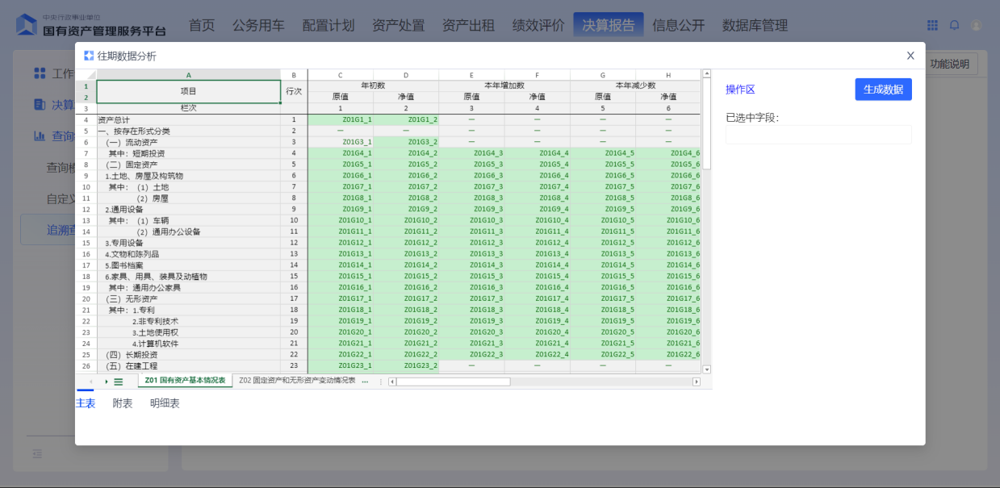 中央行政事业单位
国有资产管理服务平台
首页 公务用车 配置计划 资产处置 资产出租 绩效评价 决算报告 信息公开 数据库管理
往期数据分析 X
功能说明
工作
决算
查询
查询模
自定义
追溯查
A B C D E F G H
1 项目 行次 年初数 本年增加数 本年减少数
2 原值 净值 原值 净值 原值 净值
3 栏次 1 2 3 4 5 6
4 资产总计 1 Z01G1_1 Z01G1_2 — — — —
5 一、按存在形式分类 2 — — — — — —
6 （一）流动资产 3 Z01G3_1 Z01G3_2 — — — —
7 其中：短期投资 4 Z01G4_1 Z01G4_2 Z01G4_3 Z01G4_4 Z01G4_5 Z01G4_6
8 （二）固定资产 5 Z01G5_1 Z01G5_2 Z01G5_3 Z01G5_4 Z01G5_5 Z01G5_6
9 1.土地、房屋及构筑物 6 Z01G6_1 Z01G6_2 Z01G6_3 Z01G6_4 Z01G6_5 Z01G6_6
10 其中：（1）土地 7 Z01G7_1 Z01G7_2 Z01G7_3 Z01G7_4 Z01G7_5 Z01G7_6
11 （2）房屋 8 Z01G8_1 Z01G8_2 Z01G8_3 Z01G8_4 Z01G8_5 Z01G8_6
12 2.通用设备 9 Z01G9_1 Z01G9_2 Z01G9_3 Z01G9_4 Z01G9_5 Z01G9_6
13 其中：（1）车辆 10 Z01G10_1 Z01G10_2 Z01G10_3 Z01G10_4 Z01G10_5 Z01G10_6
14 （2）通用办公设备 11 Z01G11_1 Z01G11_2 Z01G11_3 Z01G11_4 Z01G11_5 Z01G11_6
15 3.专用设备 12 Z01G12_1 Z01G12_2 Z01G12_3 Z01G12_4 Z01G12_5 Z01G12_6
16 4.文物和陈列品 13 Z01G13_1 Z01G13_2 Z01G13_3 Z01G13_4 Z01G13_5 Z01G13_6
17 5.图书档案 14 Z01G14_1 Z01G14_2 Z01G14_3 Z01G14_4 Z01G14_5 Z01G14_6
18 6.家具、用具、装具及动植物 15 Z01G15_1 Z01G15_2 Z01G15_3 Z01G15_4 Z01G15_5 Z01G15_6
19 其中：通用办公家具 16 Z01G16_1 Z01G16_2 Z01G16_3 Z01G16_4 Z01G16_5 Z01G16_6
20 （三）无形资产 17 Z01G17_1 Z01G17_2 Z01G17_3 Z01G17_4 Z01G17_5 Z01G17_6
21 其中：1.专利 18 Z01G18_1 Z01G18_2 Z01G18_3 Z01G18_4 Z01G18_5 Z01G18_6
22 2.非专利技术 19 Z01G19_1 Z01G19_2 Z01G19_3 Z01G19_4 Z01G19_5 Z01G19_6
23 3.土地使用权 20 Z01G20_1 Z01G20_2 Z01G20_3 Z01G20_4 Z01G20_5 Z01G20_6
24 4.计算机软件 21 Z01G21_1 Z01G21_2 Z01G21_3 Z01G21_4 Z01G21_5 Z01G21_6
25 （四）长期投资 22 Z01G22_1 Z01G22_2 Z01G22_3 Z01G22_4 Z01G22_5 Z01G22_6
26 （五）在建工程 23 Z01G23_1 Z01G23_2 — — — —
Z01 国有资产基本情况表 Z02 固定资产和无形资产变动情况表 ...
主表 附表 明细表
操作区 生成数据
已选中字段：